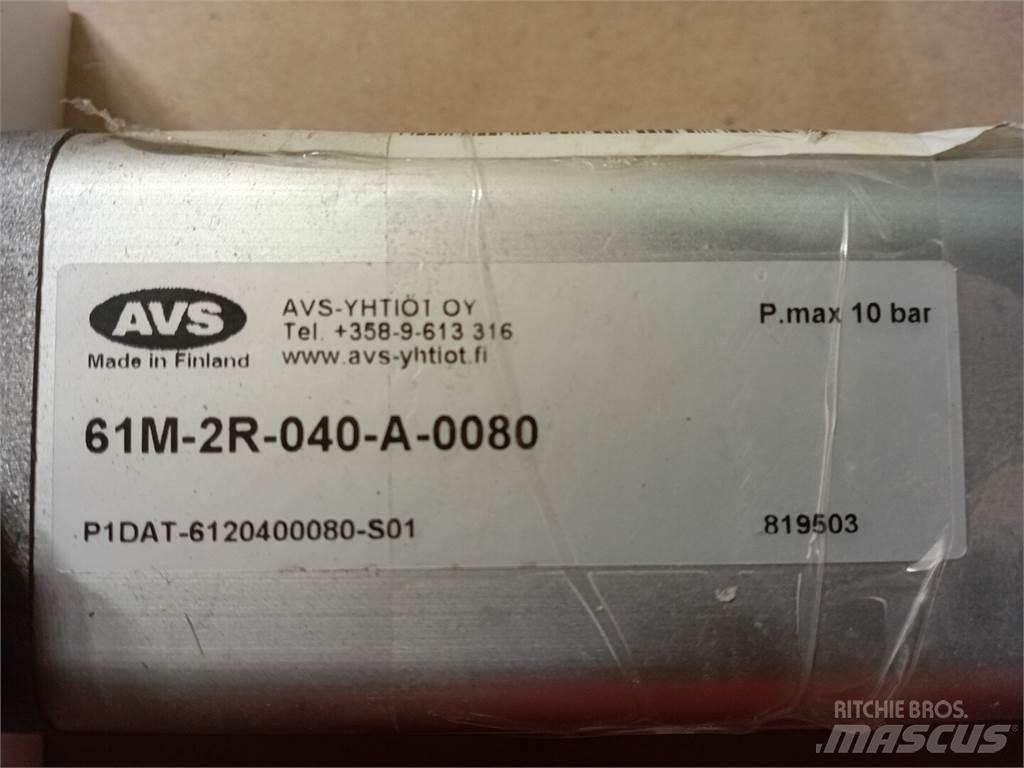 AVS
Made in Finland
AVS-YHTIÖT OY
Tel. +358-9-613 316
www.avs-yhtiot.fi
P.max 10 bar
61M-2R-040-A-0080
P1DAT-6120400080-S01
819503
RITCHIE BROS.
MASCUS